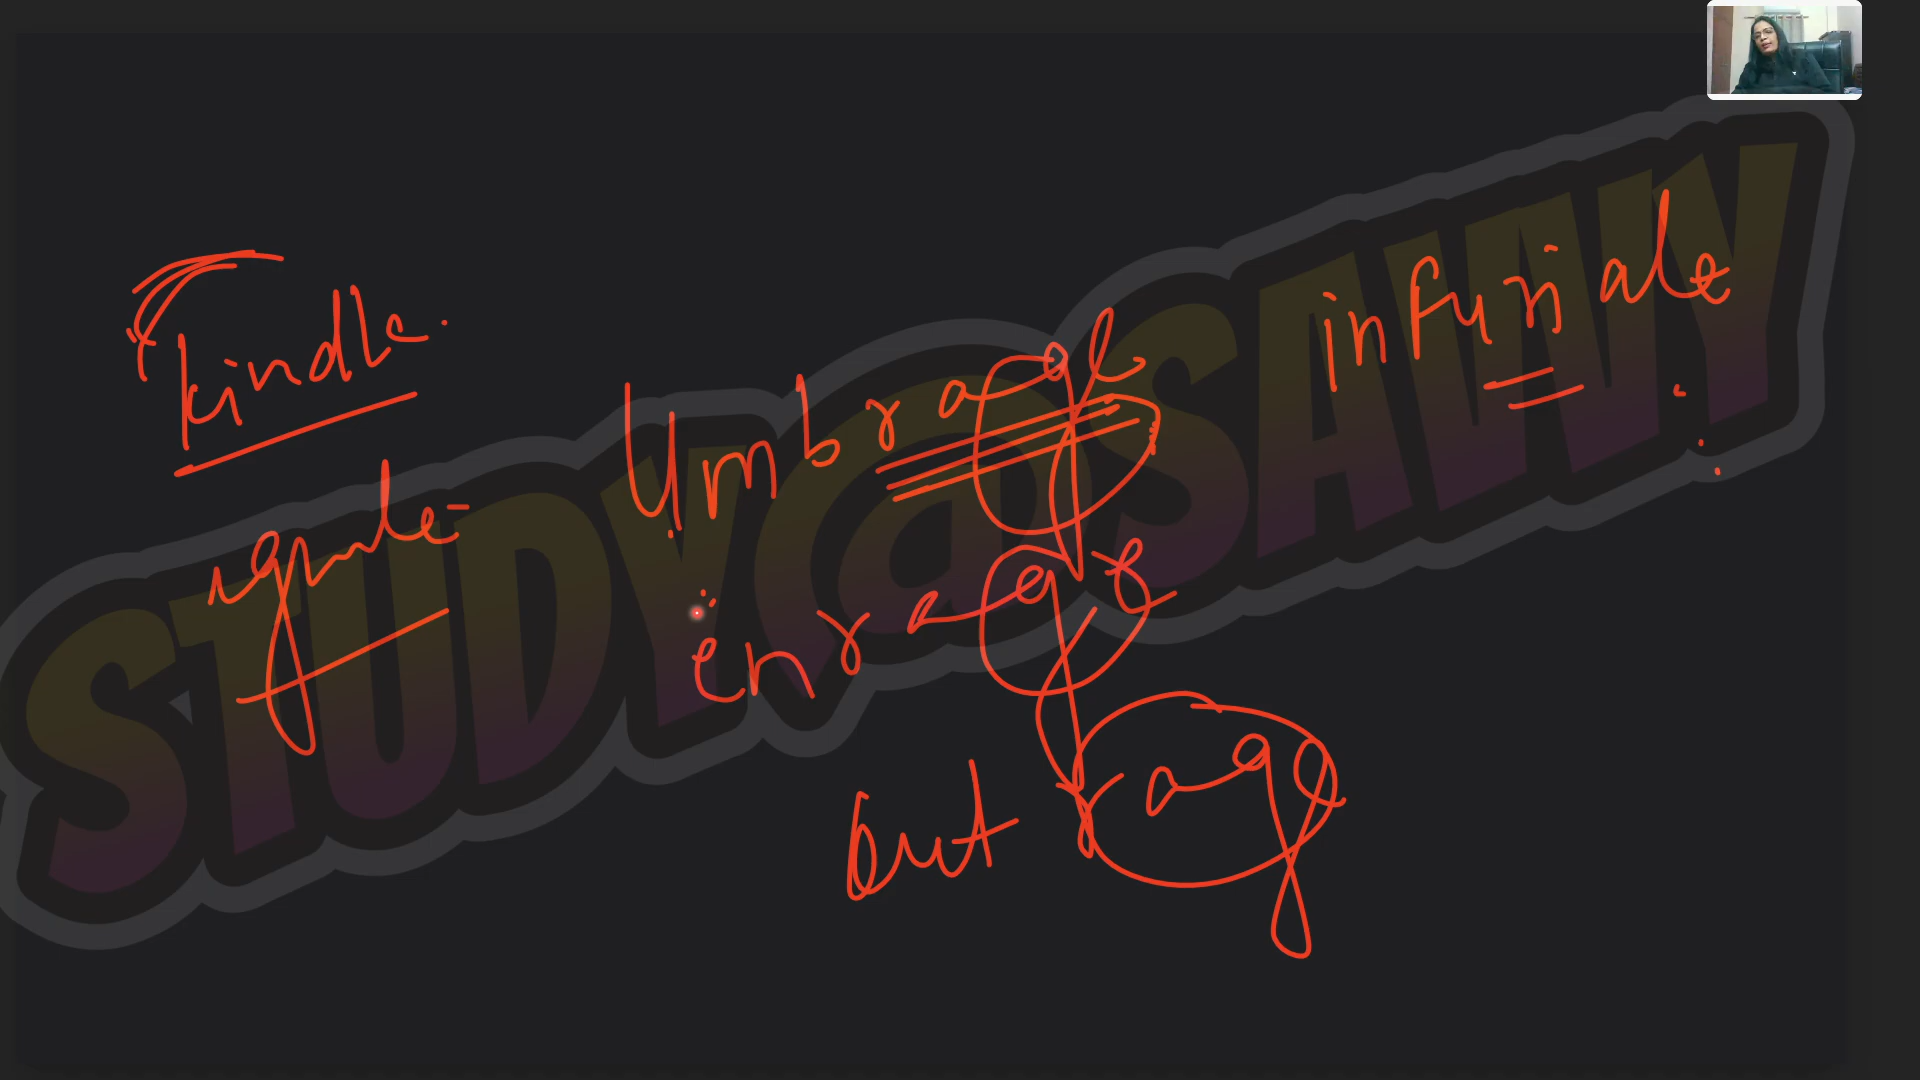 kindle.
ignite-
Umbrage
infuriate
enrage
outrage
STUDY@SAVVY